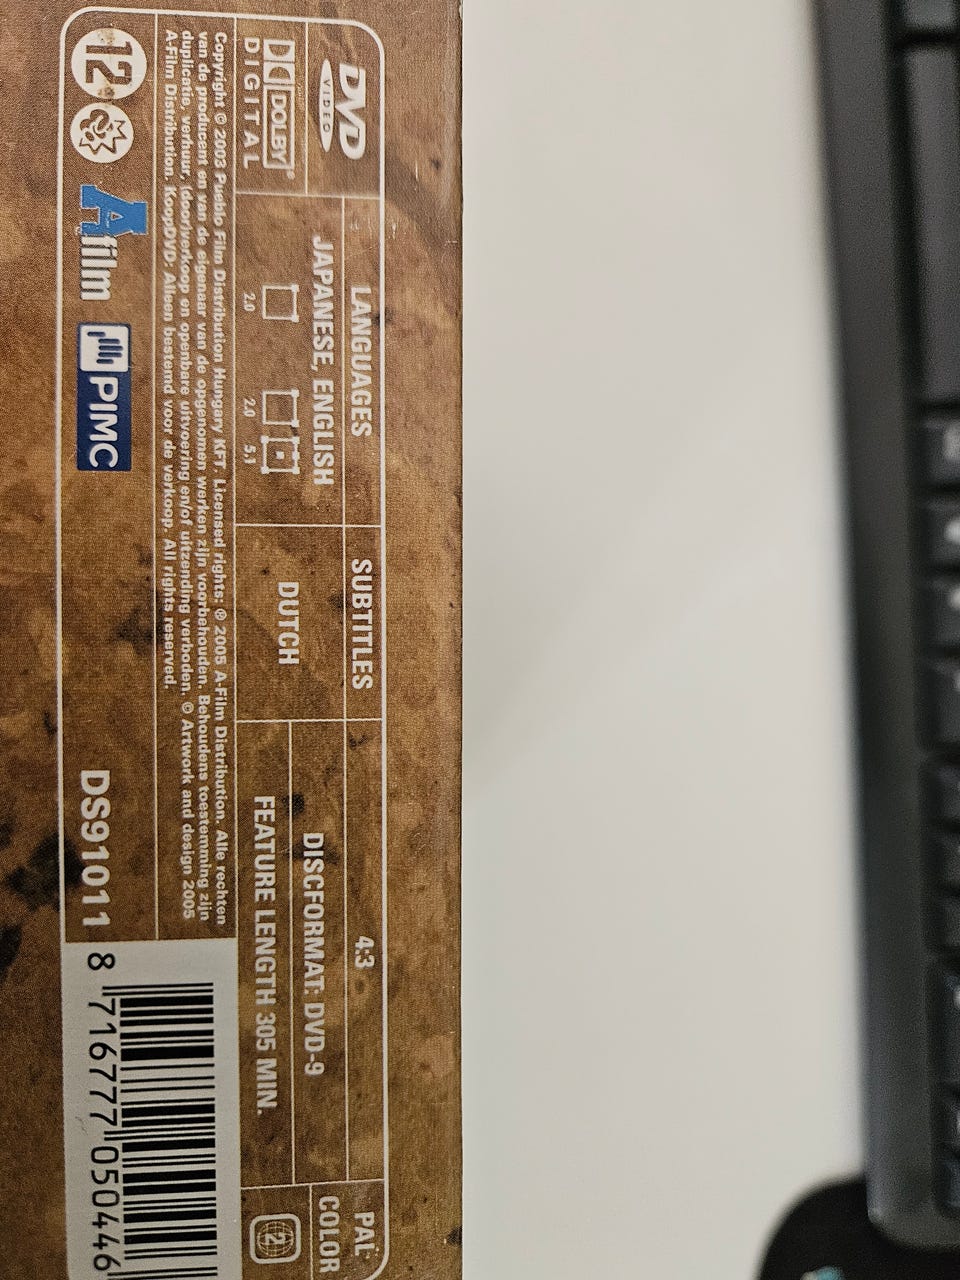 DVD
VIDEO
DOLBY
DIGITAL
LANGUAGES
JAPANESE, ENGLISH
2.0 2.0 5.1
SUBTITLES
DUTCH
4:3
DISCFORMAT: DVD-9
FEATURE LENGTH 305 MIN.
PAL
COLOR
2
Copyright © 2003 Pueblo Film Distribution Hungary KFT. Licensed rights: ℗ 2005 A-Film Distribution. Alle rechten
van de producent en van de eigenaar van de opgenomen werken zijn voorbehouden. Behoudens toestemming zijn
duplicatie, verhuur, (door)verkoop en openbare uitvoering en/of uitzending verboden. © Artwork and design 2005
A-Film Distribution. KoopDVD: Alleen bestemd voor de verkoop. All rights reserved.
12 Afilm PIMC DS91011
8 716777 050446